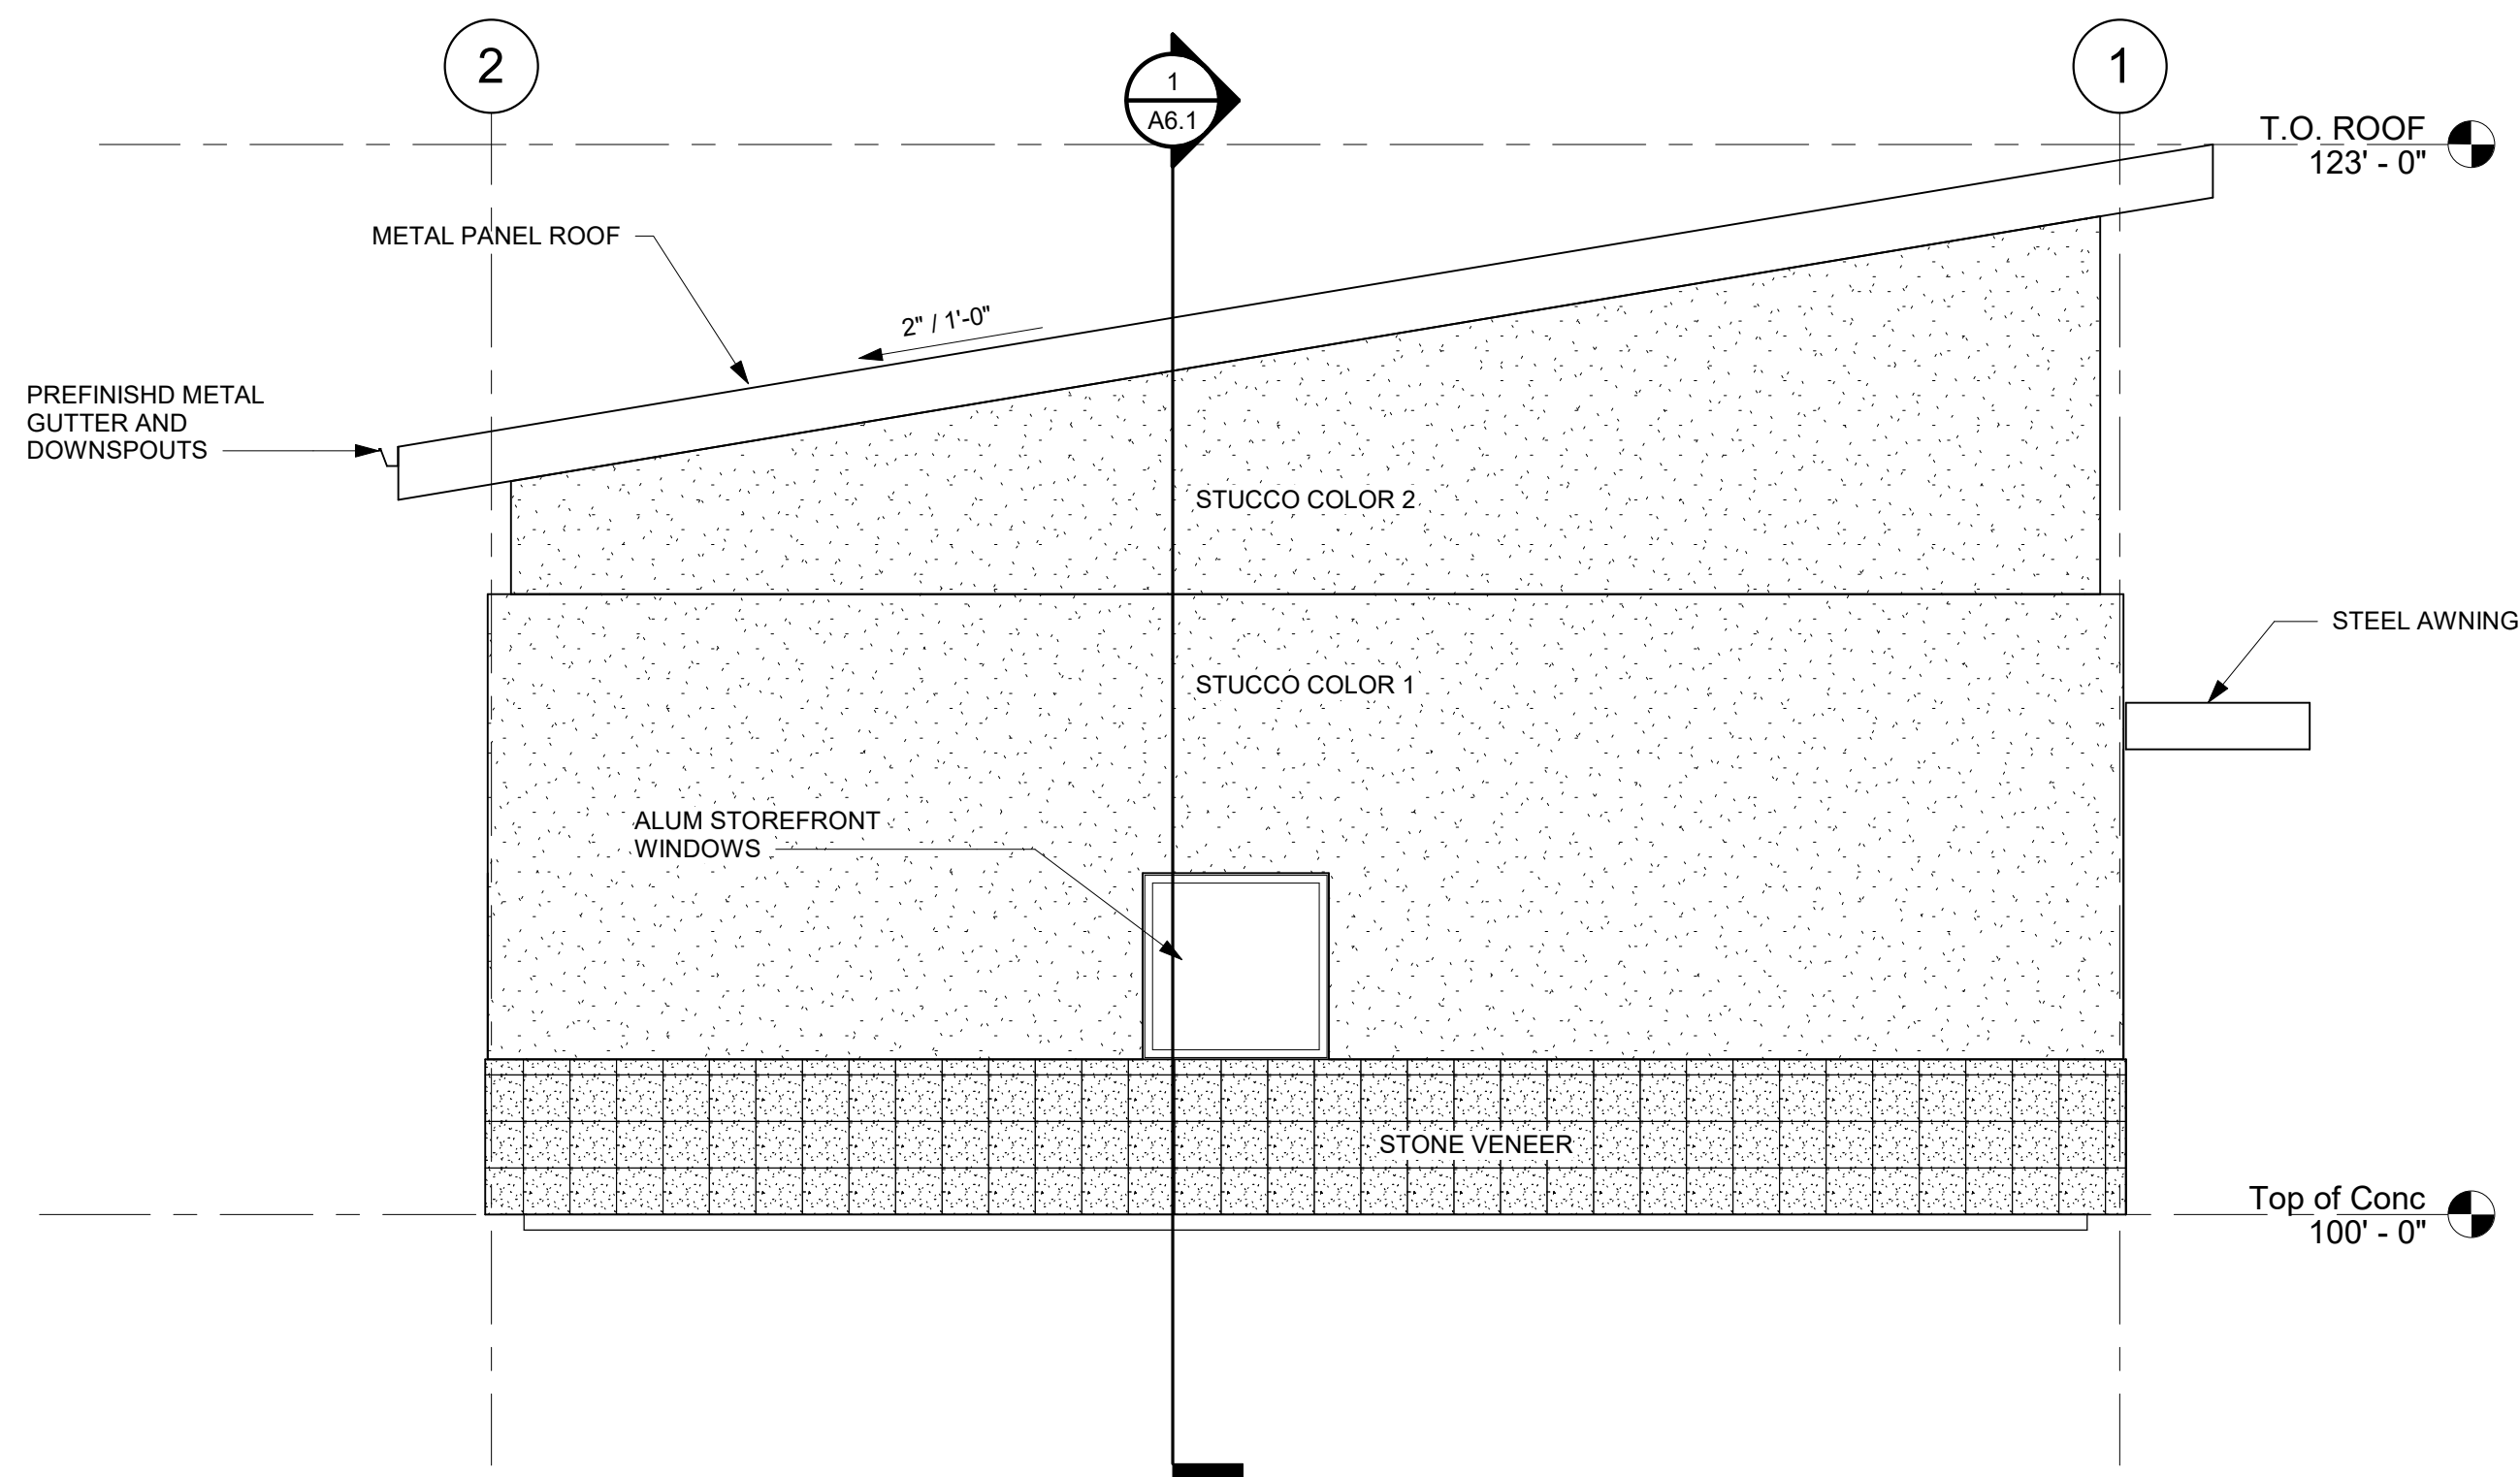 2
1
1
A6.1
T.O. ROOF
123' - 0"
METAL PANEL ROOF
2" / 1'-0"
PREFINISHD METAL
GUTTER AND
DOWNSPOUTS
STUCCO COLOR 2
STEEL AWNING
STUCCO COLOR 1
ALUM STOREFRONT
WINDOWS
STONE VENEER
Top of Conc
100' - 0"